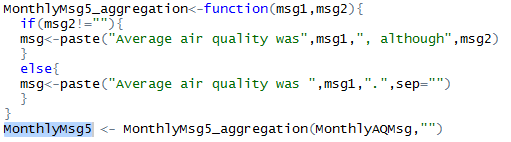 MonthlyMsg5_aggregation<-function(msg1,msg2){
if(msg2!=""){
msg<-paste("Average air quality was",msg1,", although",msg2)
}
else{
msg<-paste("Average air quality was ",msg1,".",sep="")
}
}
MonthlyMsg5 <- MonthlyMsg5_aggregation(MonthlyAQMsg,"")